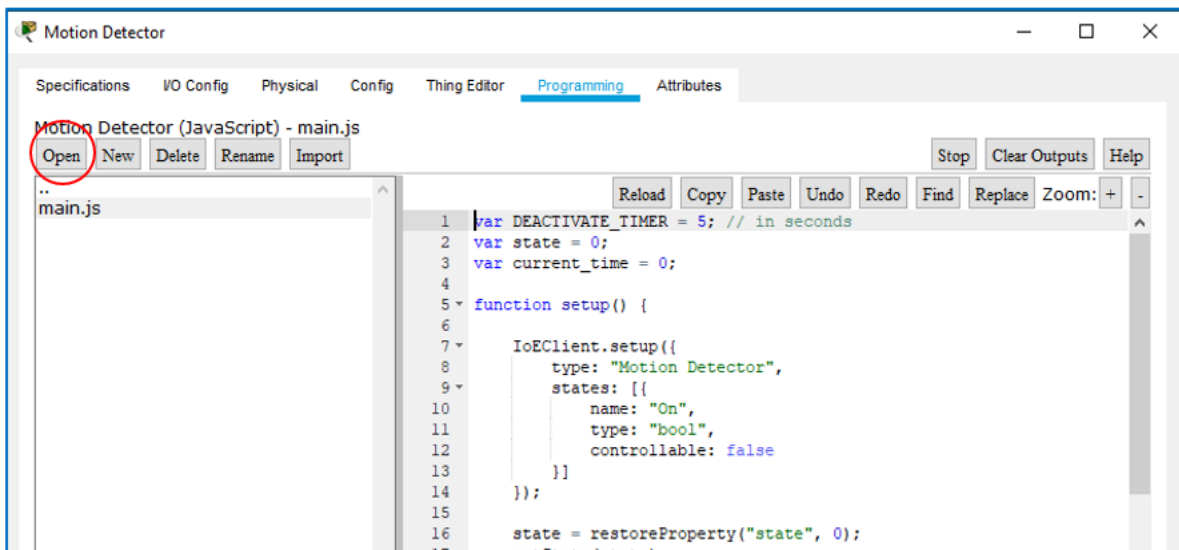 Motion Detector
Specifications I/O Config Physical Config Thing Editor Programming Attributes
Motion Detector (JavaScript) - main.js
Open New Delete Rename Import Stop Clear Outputs Help
..
main.js
Reload Copy Paste Undo Redo Find Replace Zoom: + -
1 var DEACTIVATE_TIMER = 5; // in seconds
2 var state = 0;
3 var current_time = 0;
4
5 function setup() {
6
7 IoEClient.setup({
8 type: "Motion Detector",
9 states: [{
10 name: "On",
11 type: "bool",
12 controllable: false
13 }]
14 });
15
16 state = restoreProperty("state", 0);